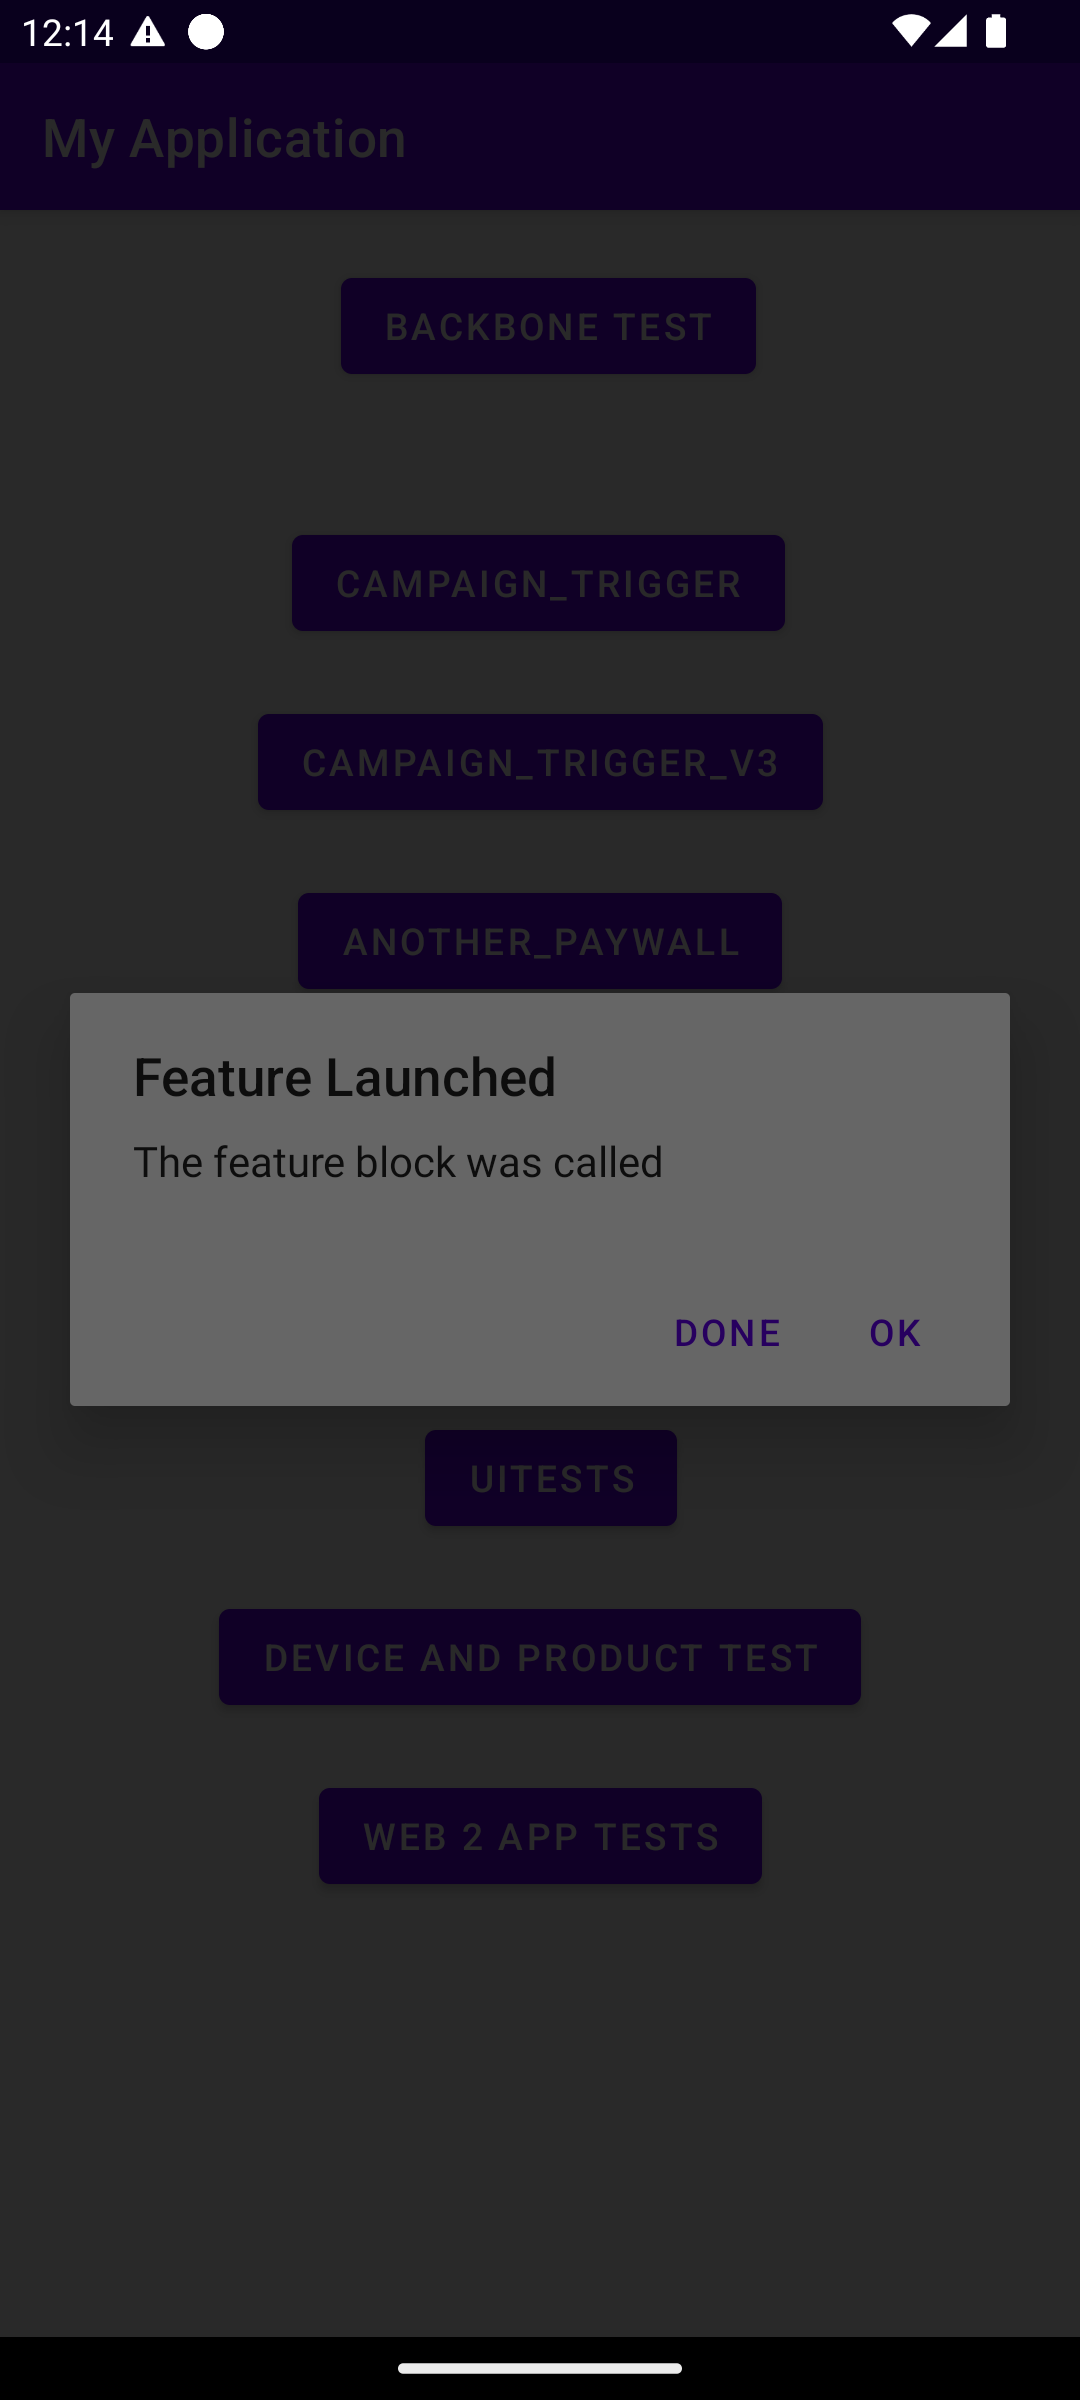 12:14
My Application
BACKBONE TEST
CAMPAIGN_TRIGGER
CAMPAIGN_TRIGGER_V3
ANOTHER_PAYWALL
Feature Launched
The feature block was called
DONE OK
UITESTS
DEVICE AND PRODUCT TEST
WEB 2 APP TESTS